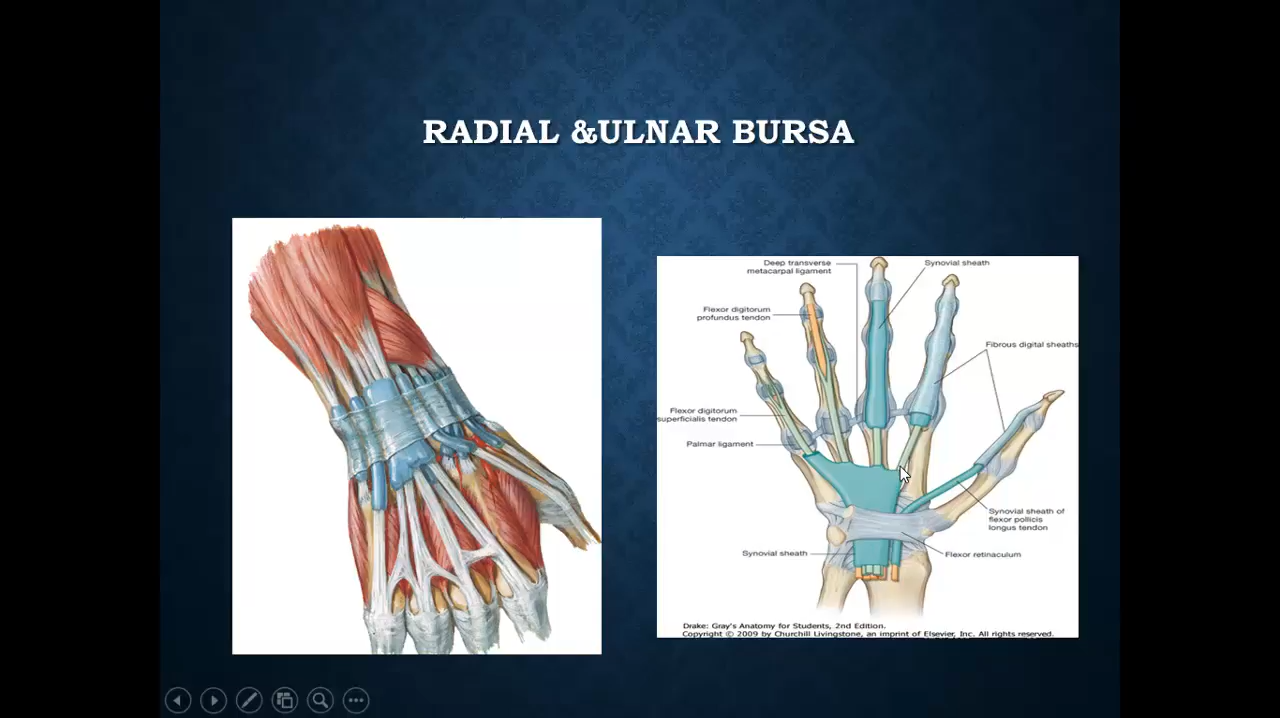 RADIAL &ULNAR BURSA
Deep transverse
metacarpal ligament
Synovial sheath
Flexor digitorum
profundus tendon
Fibrous digital sheaths
Flexor digitorum
superficialis tendon
Palmar ligament
Synovial sheath of
flexor pollicis
longus tendon
Synovial sheath
Flexor retinaculum
Drake: Gray's Anatomy for Students, 2nd Edition.
Copyright © 2009 by Churchill Livingstone, an imprint of Elsevier, Inc. All rights reserved.